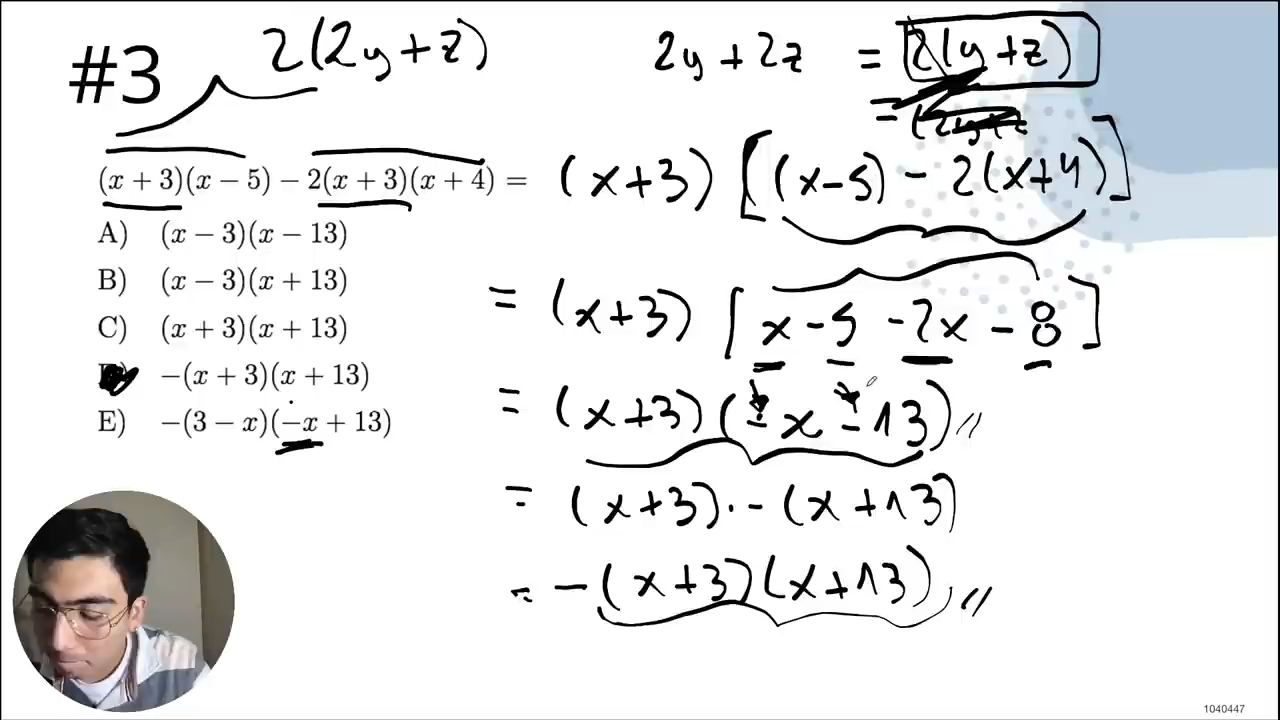 #3
2(2y+z)
2y + 2z = 2(y+z)
=
(x + 3)(x − 5) − 2(x + 3)(x + 4) = (x+3) [(x-5) - 2(x+4)]
A) (x − 3)(x − 13)
B) (x − 3)(x + 13)
C) (x + 3)(x + 13)
−(x + 3)(x + 13)
E) −(3 − x)(−x + 13)
= (x+3) [x - 5 - 2x - 8]
= (x+3)(-x - 13) //
= (x+3) · - (x+13)
= - (x+3)(x+13) //
1040447